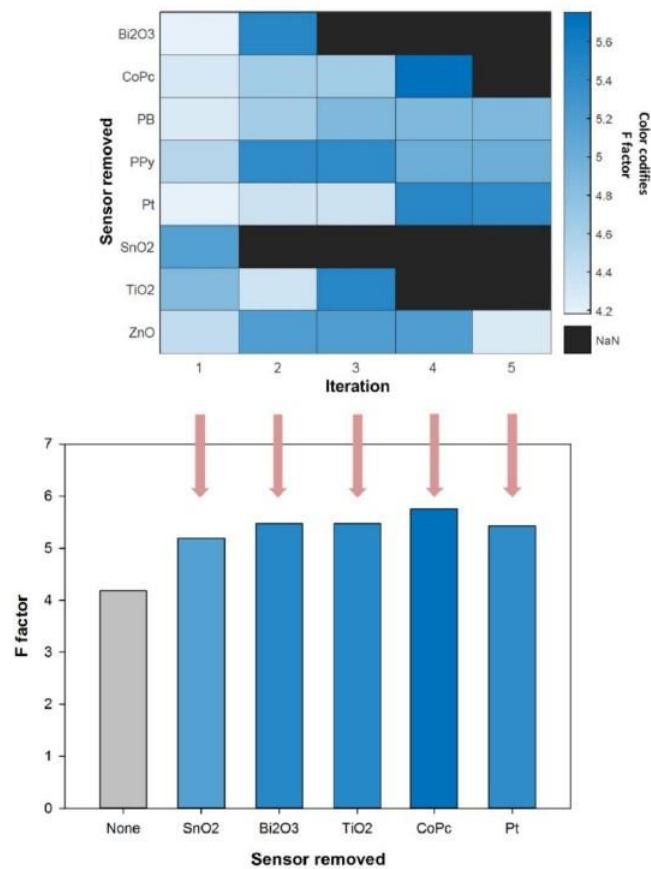 Sensor removed
Bi2O3
CoPc
PB
PPy
Pt
SnO2
TiO2
ZnO
1 2 3 4 5
Iteration
5.6
5.4
5.2
5
4.8
4.6
4.4
4.2
NaN
Color codifies
F factor
F factor
7
6
5
4
3
2
1
0
None SnO2 Bi2O3 TiO2 CoPc Pt
Sensor removed